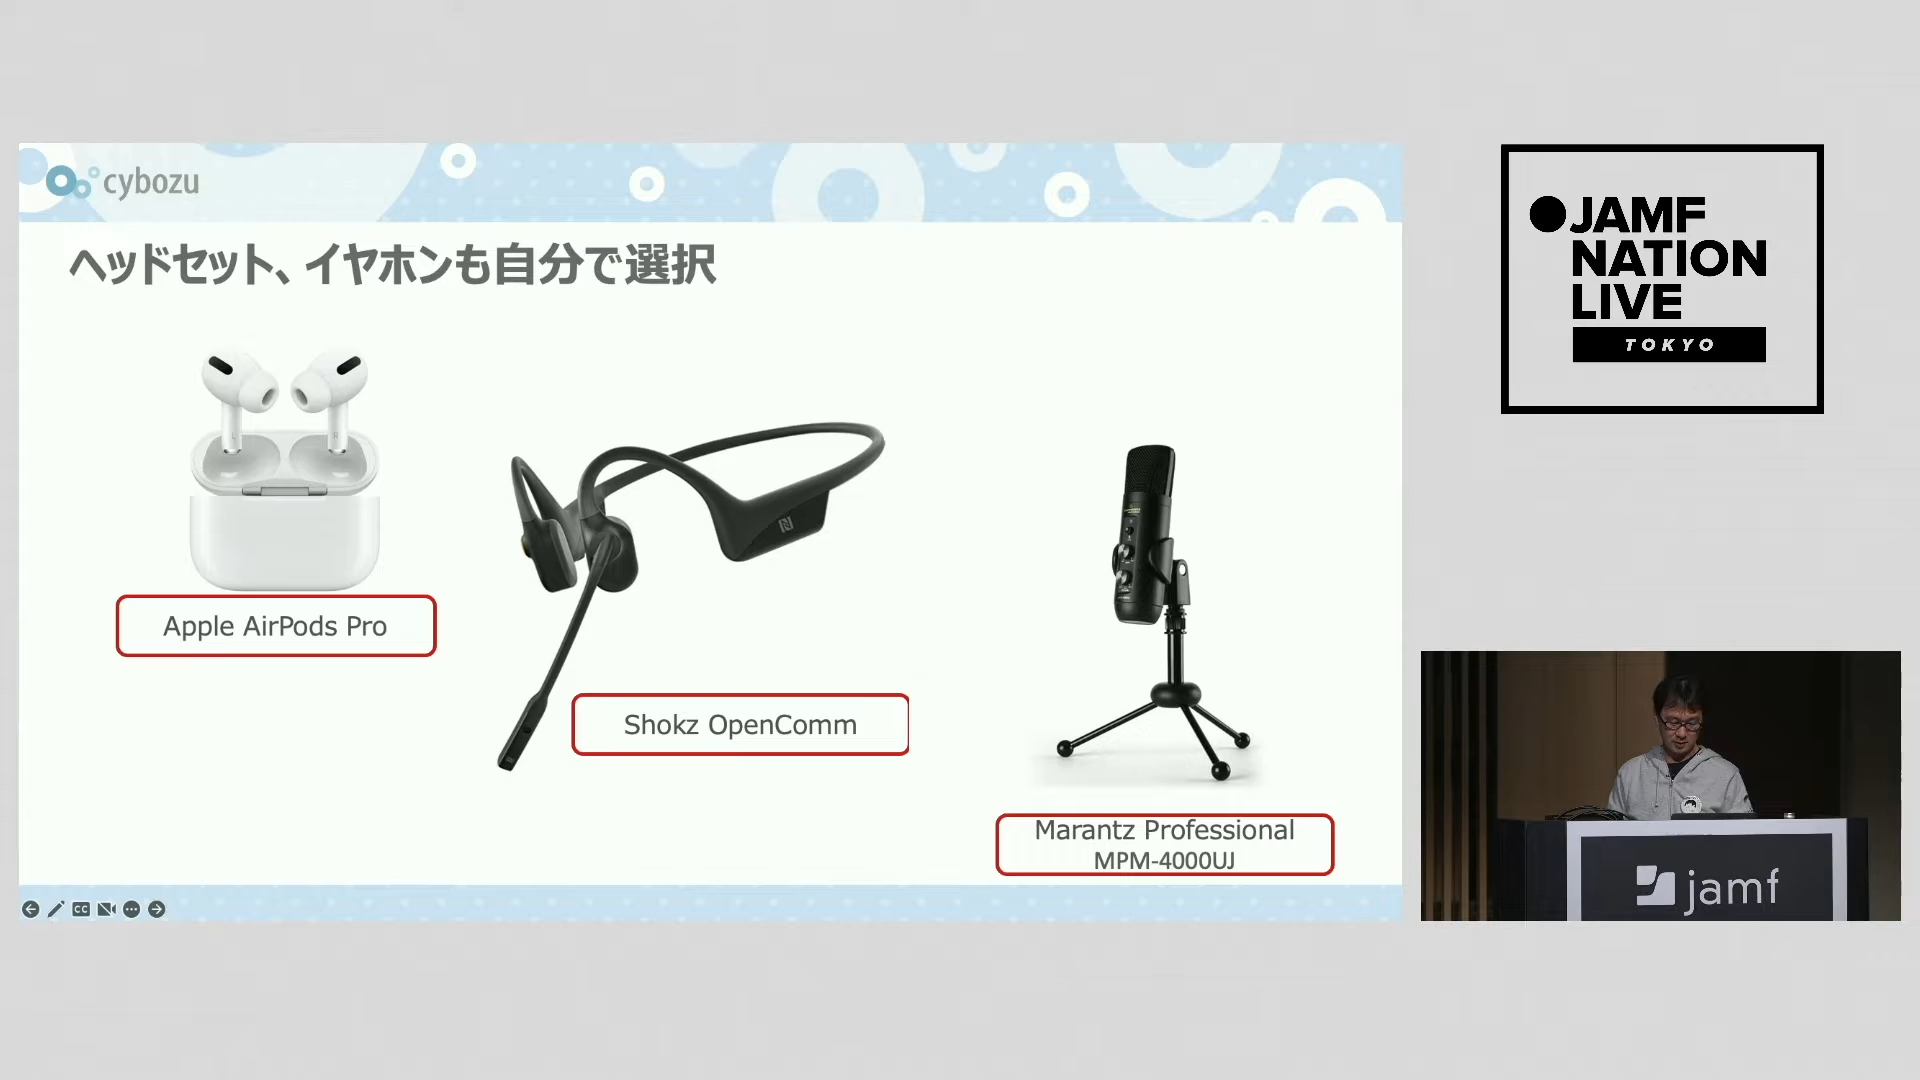 cybozu
ヘッドセット、イヤホンも自分で選択
Apple AirPods Pro
Shokz OpenComm
Marantz Professional
MPM-4000UJ
CC
JAMF
NATION
LIVE
TOKYO
jamf